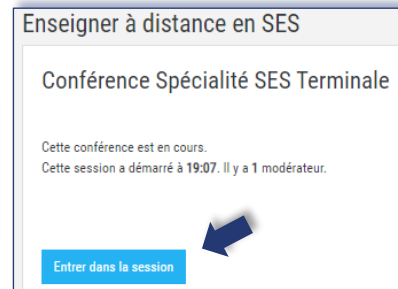 Enseigner à distance en SES
Conférence Spécialité SES Terminale
Cette conférence est en cours.
Cette session a démarré à 19:07. Il y a 1 modérateur.
Entrer dans la session